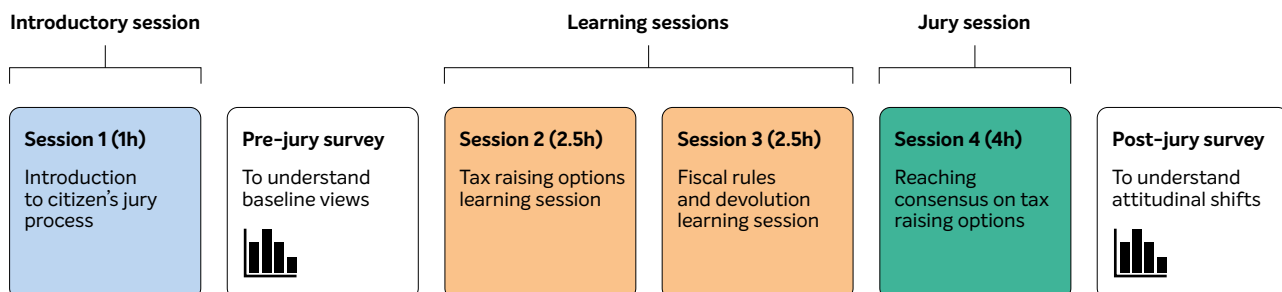 Introductory session
Learning sessions
Jury session
Session 1 (1h)
Introduction
to citizen’s jury
process
Pre-jury survey
To understand
baseline views
Session 2 (2.5h)
Tax raising options
learning session
Session 3 (2.5h)
Fiscal rules
and devolution
learning session
Session 4 (4h)
Reaching
consensus on tax
raising options
Post-jury survey
To understand
attitudinal shifts